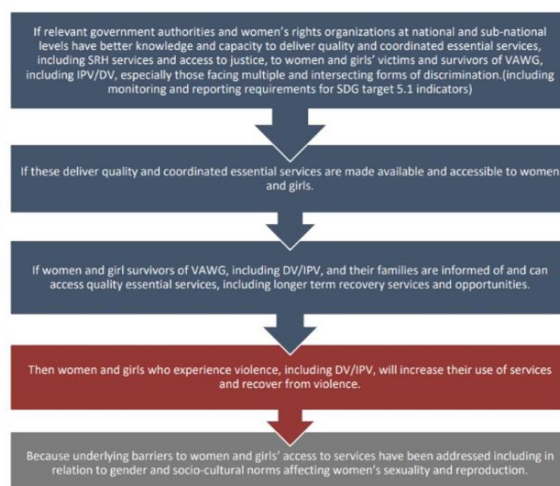 If relevant government authorities and women's rights organizations at national and sub-national
levels have better knowledge and capacity to deliver quality and coordinated essential services,
including SRH services and access to justice, to women and girls' victims and survivors of VAWG,
including IPV/DV, especially those facing multiple and intersecting forms of discrimination.(including
monitoring and reporting requirements for SDG target 5.1 indicators)
If these deliver quality and coordinated essential services are made available and accessible to women
and girls.
If women and girl survivors of VAWG, including DV/IPV, and their families are informed of and can
access quality essential services, including longer term recovery services and opportunities.
Then women and girls who experience violence, including DV/IPV, will increase their use of services
and recover from violence.
Because underlying barriers to women and girls' access to services have been addressed including in
relation to gender and socio-cultural norms affecting women's sexuality and reproduction.